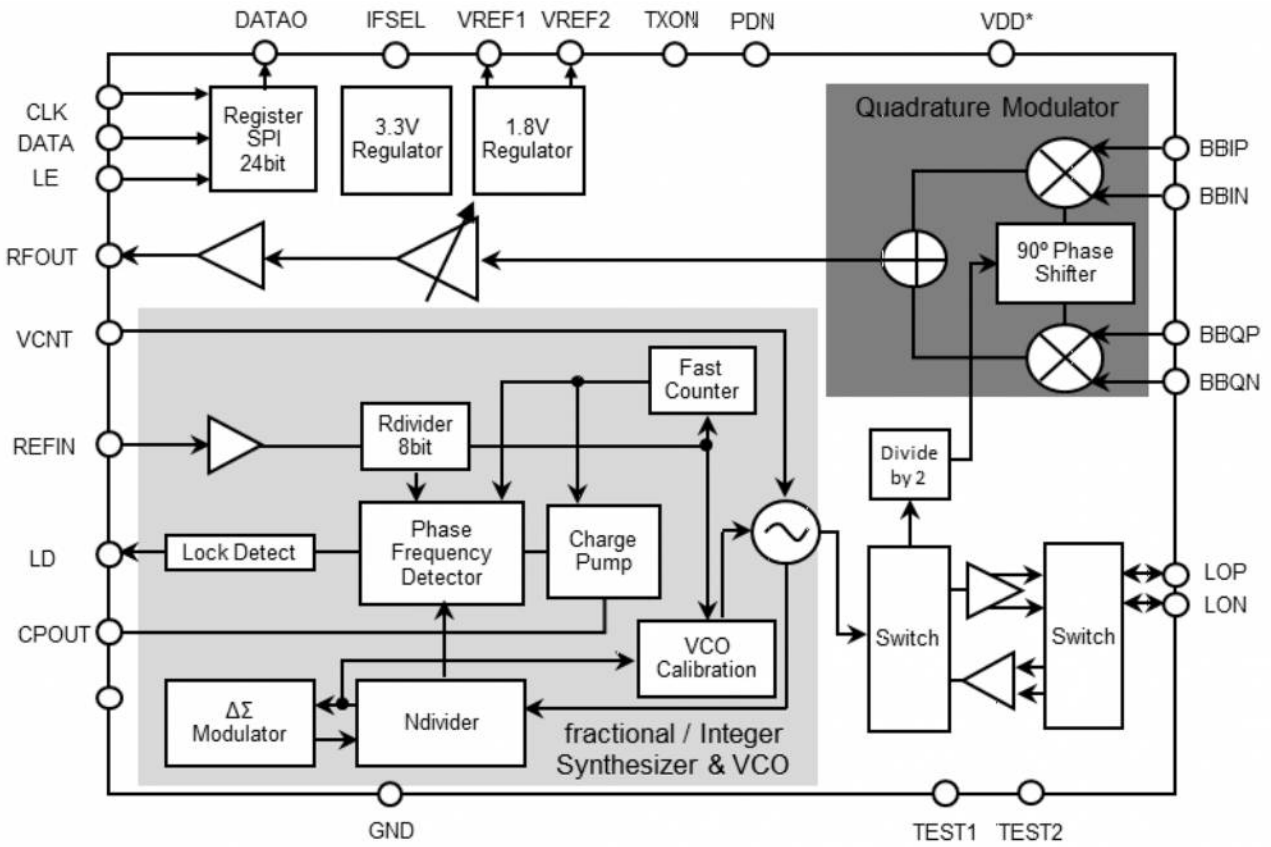 DATAO
IFSEL
VREF1
VREF2
TXON
PDN
VDD*
CLK
DATA
LE
Register
SPI
24bit
3.3V
Regulator
1.8V
Regulator
Quadrature Modulator
BBIP
BBIN
RFOUT
90º Phase
Shifter
VCNT
BBQP
BBQN
Fast
Counter
REFIN
Rdivider
8bit
Divide
by 2
LD
Lock Detect
Phase
Frequency
Detector
Charge
Pump
LOP
LON
CPOUT
VCO
Calibration
Switch
Switch
ΔΣ
Modulator
Ndivider
fractional / Integer
Synthesizer & VCO
GND
TEST1
TEST2